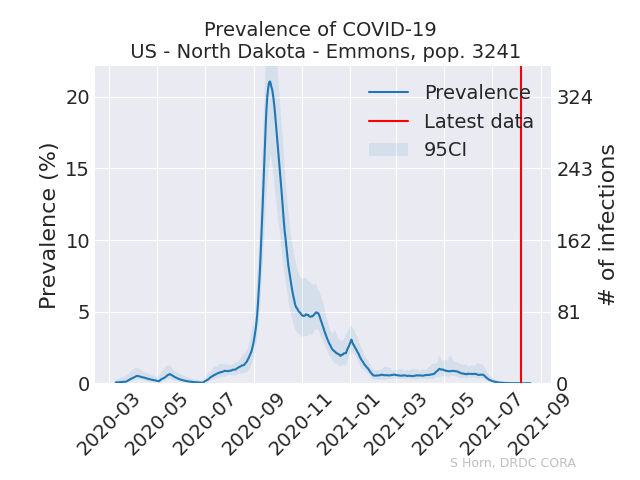 Prevalence of COVID-19
US - North Dakota - Emmons, pop. 3241
Prevalence
Latest data
95CI
Prevalence (%)
20
15
10
5
0
324
243
162
81
0
# of infections
2020-03
2020-05
2020-07
2020-09
2020-11
2021-01
2021-03
2021-05
2021-07
2021-09
S Horn, DRDC CORA